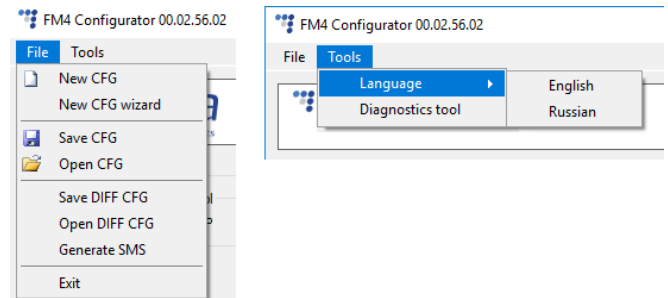 FM4 Configurator 00.02.56.02
File Tools
New CFG
New CFG wizard
Save CFG
Open CFG
Save DIFF CFG
Open DIFF CFG
Generate SMS
Exit
FM4 Configurator 00.02.56.02
File Tools
Language
Diagnostics tool
English
Russian